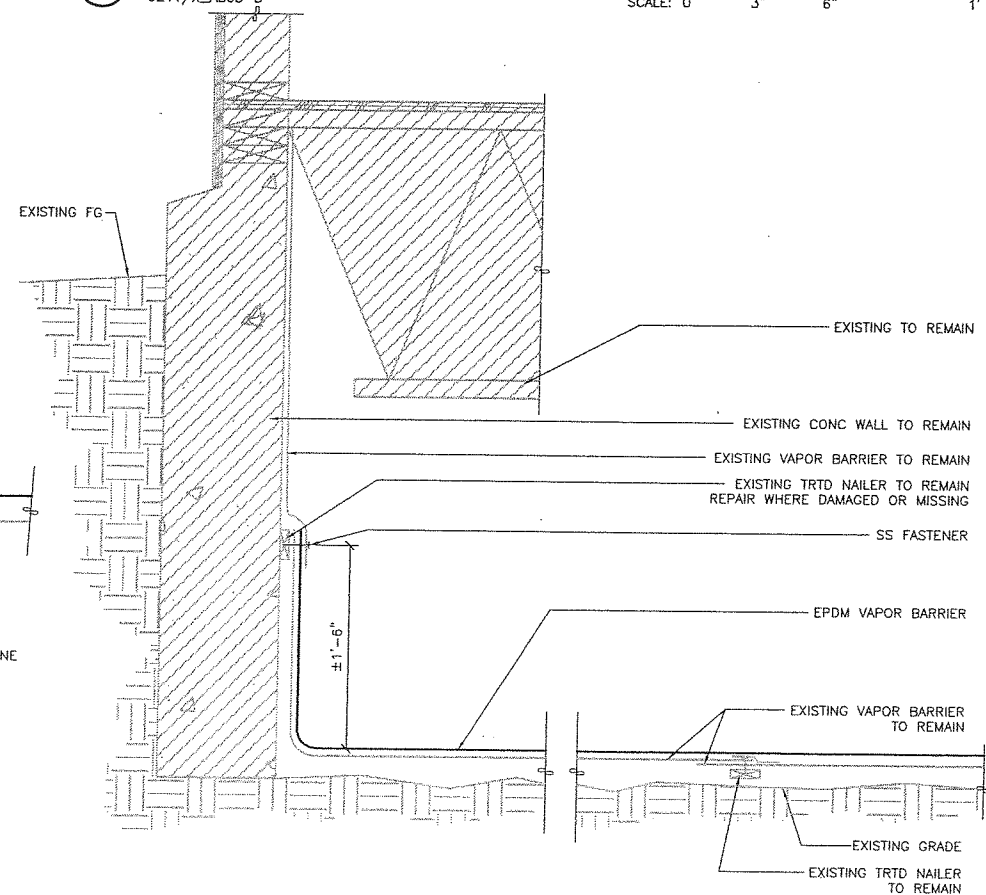 SCALE: 0 3" 6" 1'
EXISTING FG
EXISTING TO REMAIN
EXISTING CONC WALL TO REMAIN
EXISTING VAPOR BARRIER TO REMAIN
EXISTING TRTD NAILER TO REMAIN
REPAIR WHERE DAMAGED OR MISSING
SS FASTENER
±1'-6"
EPDM VAPOR BARRIER
NE
EXISTING VAPOR BARRIER
TO REMAIN
EXISTING GRADE
EXISTING TRTD NAILER
TO REMAIN